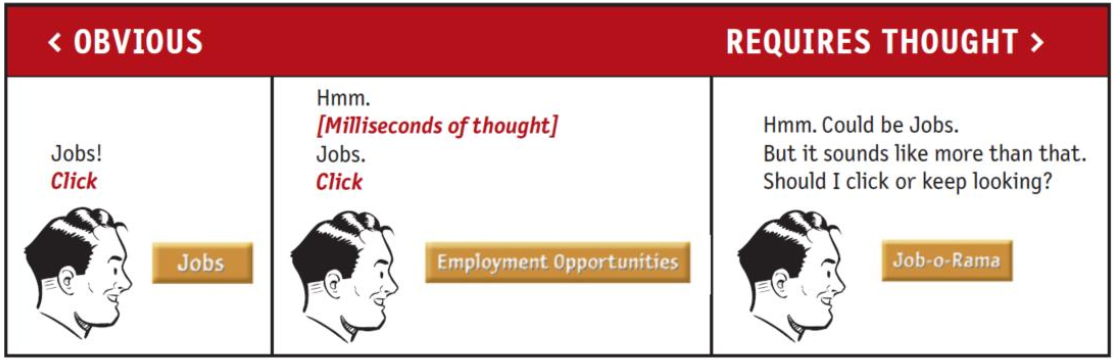 < OBVIOUS
REQUIRES THOUGHT >
Jobs!
Click
Jobs
Hmm.
[Milliseconds of thought]
Jobs.
Click
Employment Opportunities
Hmm. Could be Jobs.
But it sounds like more than that.
Should I click or keep looking?
Job-o-Rama